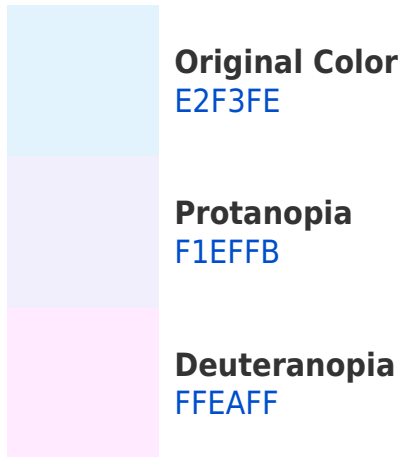 Original Color
E2F3FE
Protanopia
F1EFFB
Deuteranopia
FFEAFF